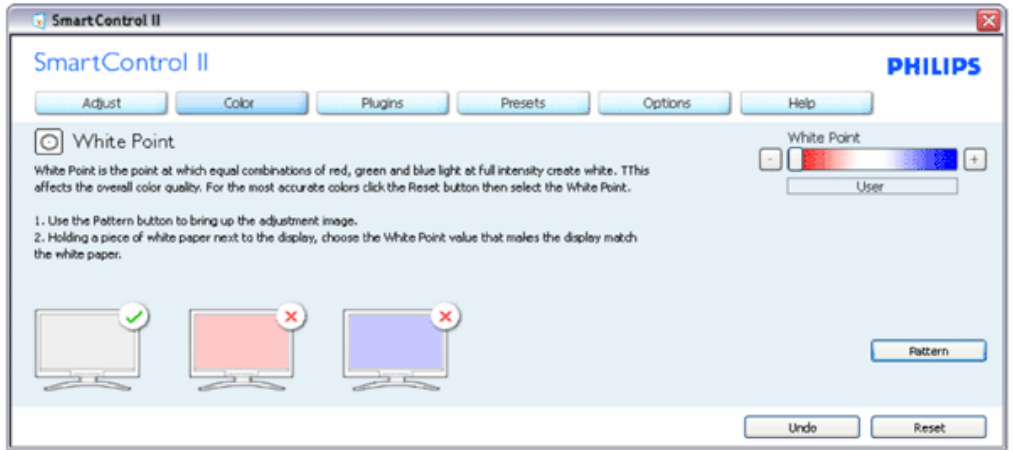 SmartControl II
SmartControl II
PHILIPS
Adjust Color Plugins Presets Options Help
White Point
White Point is the point at which equal combinations of red, green and blue light at full intensity create white. TThis
affects the overall color quality. For the most accurate colors click the Reset button then select the White Point.
1. Use the Pattern button to bring up the adjustment image.
2. Holding a piece of white paper next to the display, choose the White Point value that makes the display match
the white paper.
White Point
- +
User
Pattern
Undo Reset